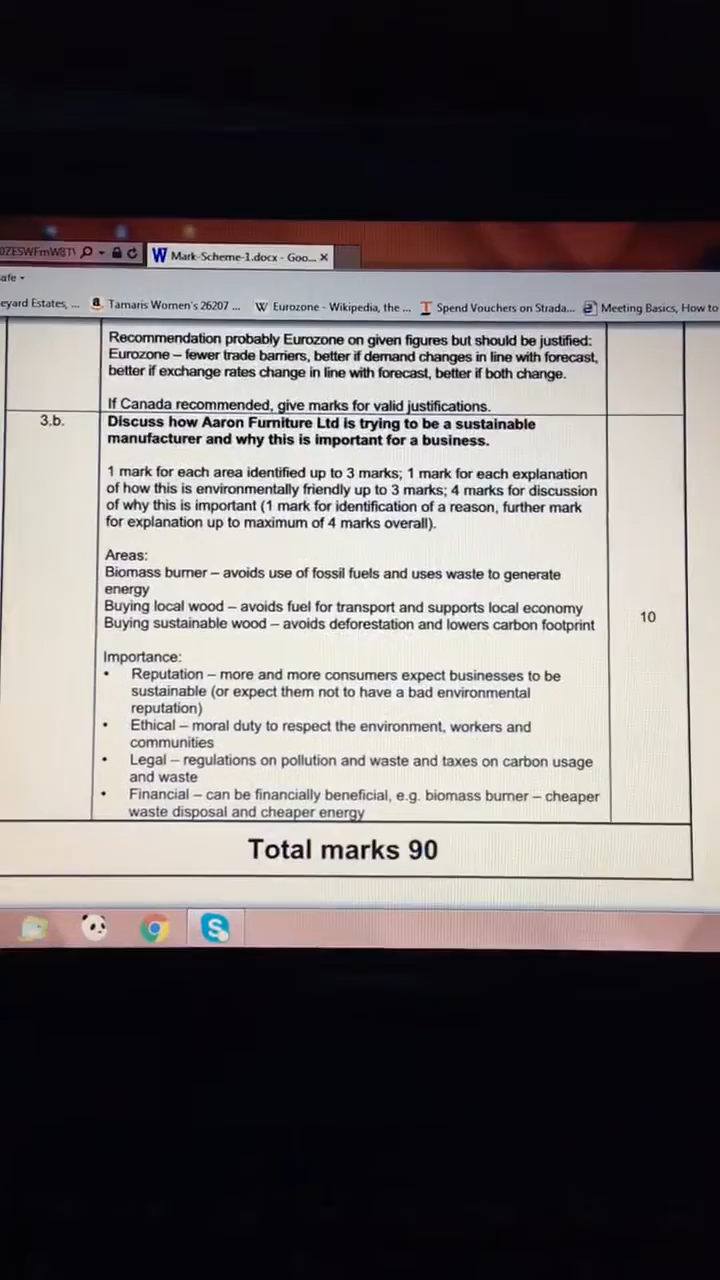 0ZESWFmW8T
Mark-Scheme-1.docx - Goo... ×
afe
eyard Estates, ...
a Tamaris Women's 26207 ...
W Eurozone - Wikipedia, the ...
T Spend Vouchers on Strada...
Meeting Basics, How to
Recommendation probably Eurozone on given figures but should be justified:
Eurozone – fewer trade barriers, better if demand changes in line with forecast,
better if exchange rates change in line with forecast, better if both change.
If Canada recommended, give marks for valid justifications.
3.b.
Discuss how Aaron Furniture Ltd is trying to be a sustainable
manufacturer and why this is important for a business.
1 mark for each area identified up to 3 marks; 1 mark for each explanation
of how this is environmentally friendly up to 3 marks; 4 marks for discussion
of why this is important (1 mark for identification of a reason, further mark
for explanation up to maximum of 4 marks overall).
Areas:
Biomass burner – avoids use of fossil fuels and uses waste to generate
energy
Buying local wood – avoids fuel for transport and supports local economy
Buying sustainable wood – avoids deforestation and lowers carbon footprint
10
Importance:
• Reputation – more and more consumers expect businesses to be
sustainable (or expect them not to have a bad environmental
reputation)
• Ethical – moral duty to respect the environment, workers and
communities
• Legal – regulations on pollution and waste and taxes on carbon usage
and waste
• Financial – can be financially beneficial, e.g. biomass burner – cheaper
waste disposal and cheaper energy
Total marks 90